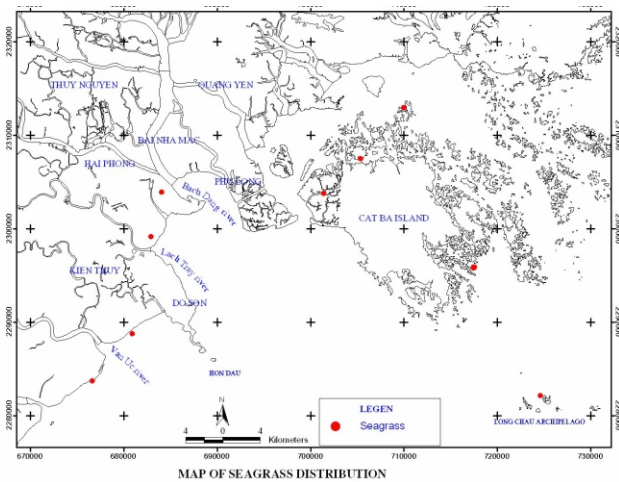 2320000
2310000
2300000
2290000
2280000
THUY NGUYEN
QUANG YEN
BAI NHA MAC
HAI PHONG
PHU LONG
Bach Dang river
CAT BA ISLAND
Lach Tray river
KIEN THUY
DO SON
Van Uc river
HON DAU
LONG CHAU ARCHIPELAGO
N
4 0 4
Kilometers
LEGEN
Seagrass
670000 680000 690000 700000 710000 720000 730000
MAP OF SEAGRASS DISTRIBUTION